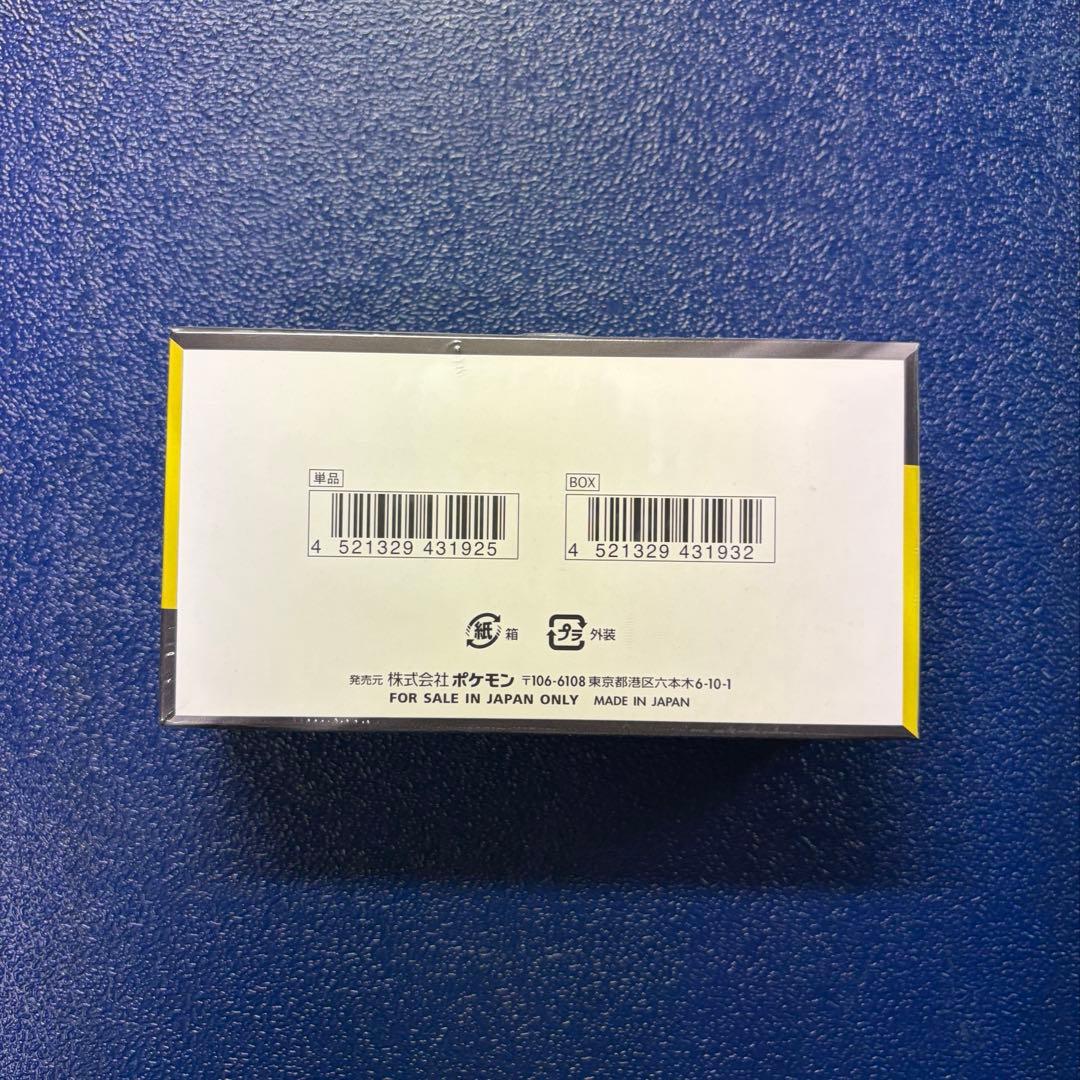 単品
4 521329 431925
BOX
4 521329 431932
紙 箱
プラ 外装
発売元 株式会社ポケモン 〒106-6108 東京都港区六本木6-10-1
FOR SALE IN JAPAN ONLY MADE IN JAPAN